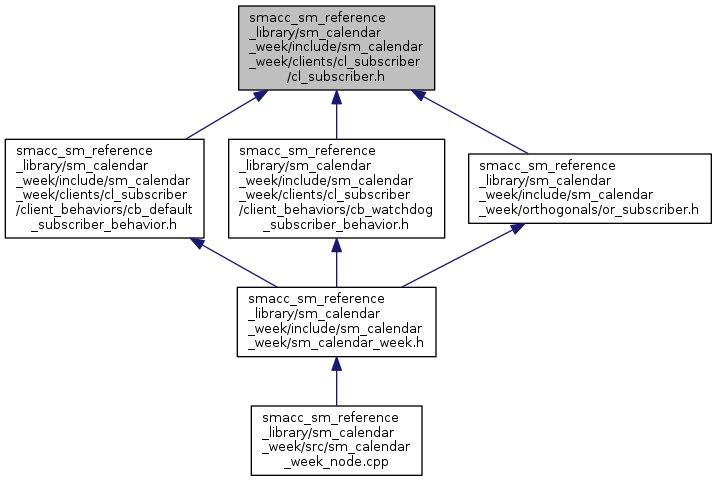 smacc_sm_reference
_library/sm_calendar
_week/include/sm_calendar
_week/clients/cl_subscriber
/cl_subscriber.h
smacc_sm_reference
_library/sm_calendar
_week/include/sm_calendar
_week/clients/cl_subscriber
/client_behaviors/cb_default
_subscriber_behavior.h
smacc_sm_reference
_library/sm_calendar
_week/include/sm_calendar
_week/clients/cl_subscriber
/client_behaviors/cb_watchdog
_subscriber_behavior.h
smacc_sm_reference
_library/sm_calendar
_week/include/sm_calendar
_week/orthogonals/or_subscriber.h
smacc_sm_reference
_library/sm_calendar
_week/include/sm_calendar
_week/sm_calendar_week.h
smacc_sm_reference
_library/sm_calendar
_week/src/sm_calendar
_week_node.cpp